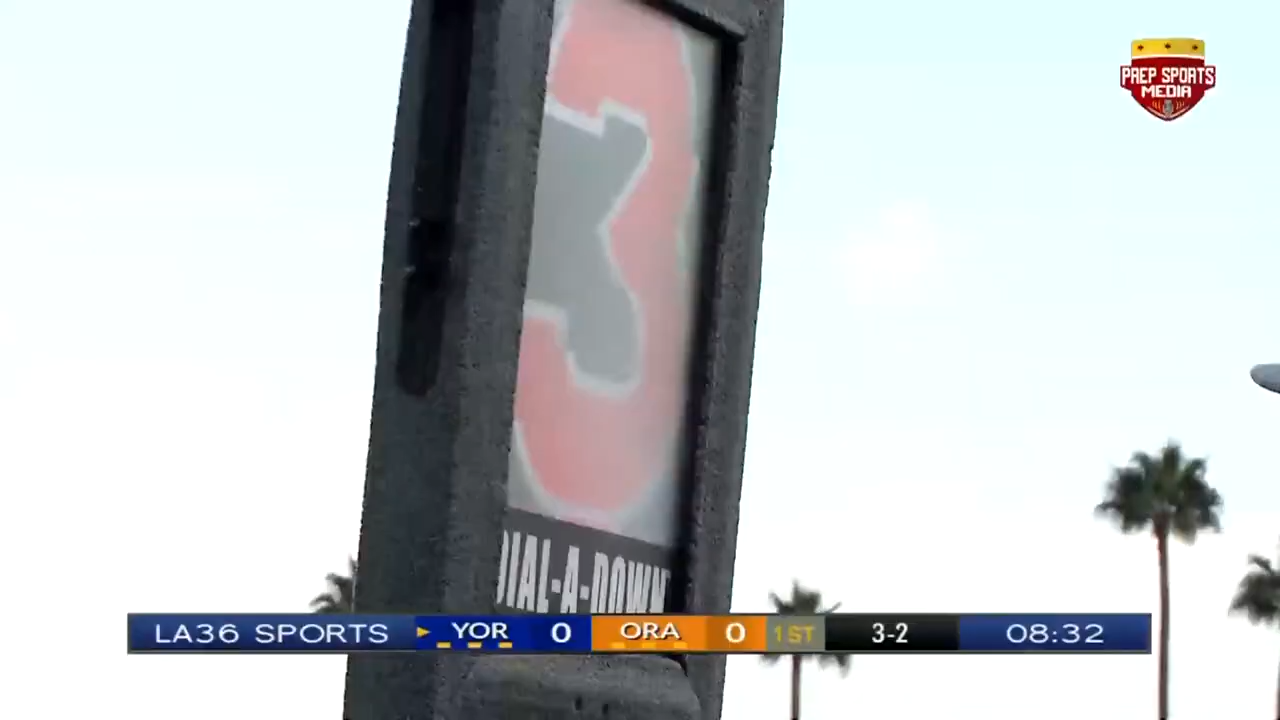 PREP SPORTS
MEDIA
3
DIAL-A-DOWN
LA36 SPORTS YOR 0 ORA 0 1ST 3-2 08:32